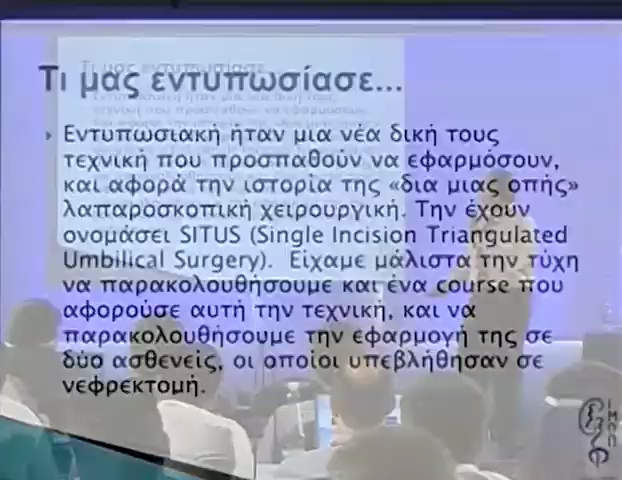 Τι μας εντυπωσίασε...
Εντυπωσιακή ήταν μια νέα δική τους
τεχνική που προσπαθούν να εφαρμόσουν,
και αφορά την ιστορία της «δια μιας οπής»
λαπαροσκοπική χειρουργική. Την έχουν
ονομάσει SITUS (Single Incision Triangulated
Umbilical Surgery). Είχαμε μάλιστα την τύχη
να παρακολουθήσουμε και ένα course που
αφορούσε αυτή την τεχνική, και να
παρακολουθήσουμε την εφαρμογή της σε
δύο ασθενείς, οι οποίοι υπεβλήθησαν σε
νεφρεκτομή.